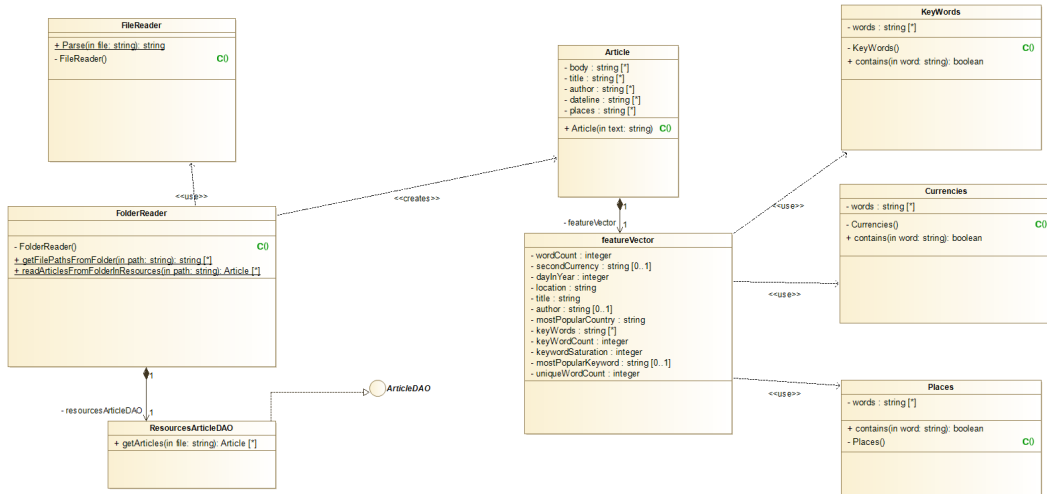 FileReader
+ Parse(in file: string): string
- FileReader() C()
FolderReader
- FolderReader() C()
+ getFilePathsFromFolder(in path: string): string [*]
+ readArticlesFromFolderInResources(in path: string): Article [*]
<<use>>
<<creates>>
1
- resourcesArticleDAO
1
ResourcesArticleDAO
+ getArticles(in file: string): Article [*]
ArticleDAO
Article
- body : string [*]
- title : string [*]
- author : string [*]
- dateline : string [*]
- places : string [*]
+ Article(in text: string) C()
1
- featureVector
1
featureVector
- wordCount : integer
- secondCurrency : string [0..1]
- dayInYear : integer
- location : string
- title : string
- author : string [0..1]
- mostPopularCountry : string
- keyWords : string [*]
- keyWordCount : integer
- keywordSaturation : integer
- mostPopularKeyword : string [0..1]
- uniqueWordCount : integer
<<use>>
<<use>>
<<use>>
KeyWords
- words : string [*]
- KeyWords() C()
+ contains(in word: string): boolean
Currencies
- words : string [*]
- Currencies() C()
+ contains(in word: string): boolean
Places
- words : string [*]
+ contains(in word: string): boolean
- Places() C()